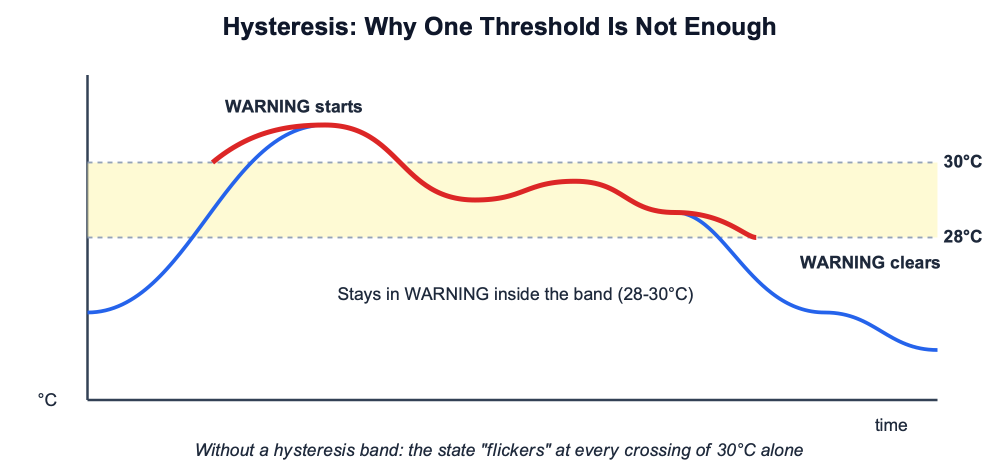 Hysteresis: Why One Threshold Is Not Enough
WARNING starts
30°C
28°C
WARNING clears
Stays in WARNING inside the band (28-30°C)
°C
time
Without a hysteresis band: the state "flickers" at every crossing of 30°C alone